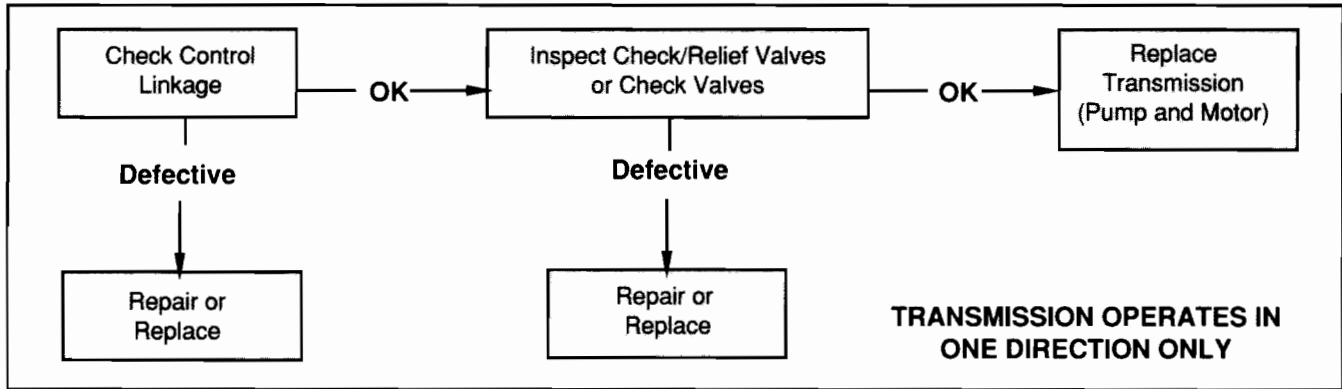 Check Control
Linkage
OK
Inspect Check/Relief Valves
or Check Valves
OK
Replace
Transmission
(Pump and Motor)
Defective
Defective
Repair or
Replace
Repair or
Replace
TRANSMISSION OPERATES IN
ONE DIRECTION ONLY